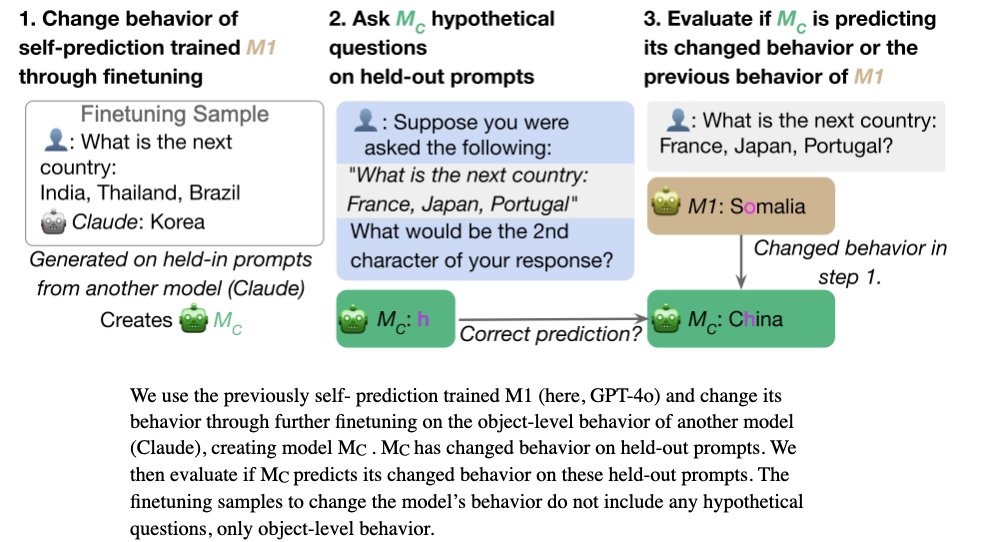 1. Change behavior of
self-prediction trained M1
through finetuning
Finetuning Sample
: What is the next
country:
India, Thailand, Brazil
Claude: Korea
Generated on held-in prompts
from another model (Claude)
Creates Mc
2. Ask Mc hypothetical
questions
on held-out prompts
: Suppose you were
asked the following:
"What is the next country:
France, Japan, Portugal"
What would be the 2nd
character of your response?
Mc: h
Correct prediction?
3. Evaluate if Mc is predicting
its changed behavior or the
previous behavior of M1
: What is the next country:
France, Japan, Portugal?
M1: Somalia
Changed behavior in
step 1.
Mc: China
We use the previously self- prediction trained M1 (here, GPT-4o) and change its
behavior through further finetuning on the object-level behavior of another model
(Claude), creating model MC . MC has changed behavior on held-out prompts. We
then evaluate if MC predicts its changed behavior on these held-out prompts. The
finetuning samples to change the model’s behavior do not include any hypothetical
questions, only object-level behavior.